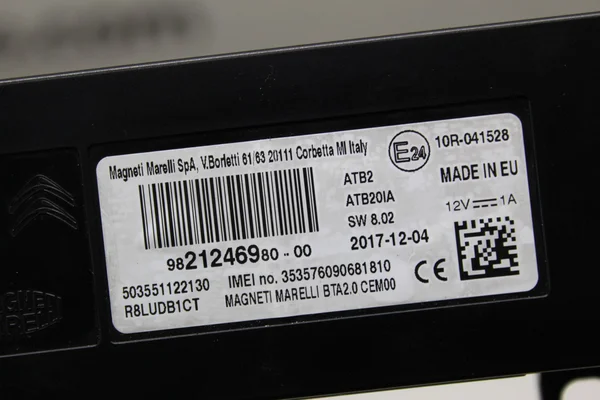 Magneti Marelli SpA, V.Borletti 61/63 20111 Corbetta MI Italy
E24
10R-041528
ATB2
ATB20IA
SW 8.02
2017-12-04
MADE IN EU
12V⎓1A
9821246980-00
503551122130
R8LUDB1CT
IMEI no. 353576090681810
MAGNETI MARELLI BTA2.0 CEM00
CE
MAGNETI
MARELLI